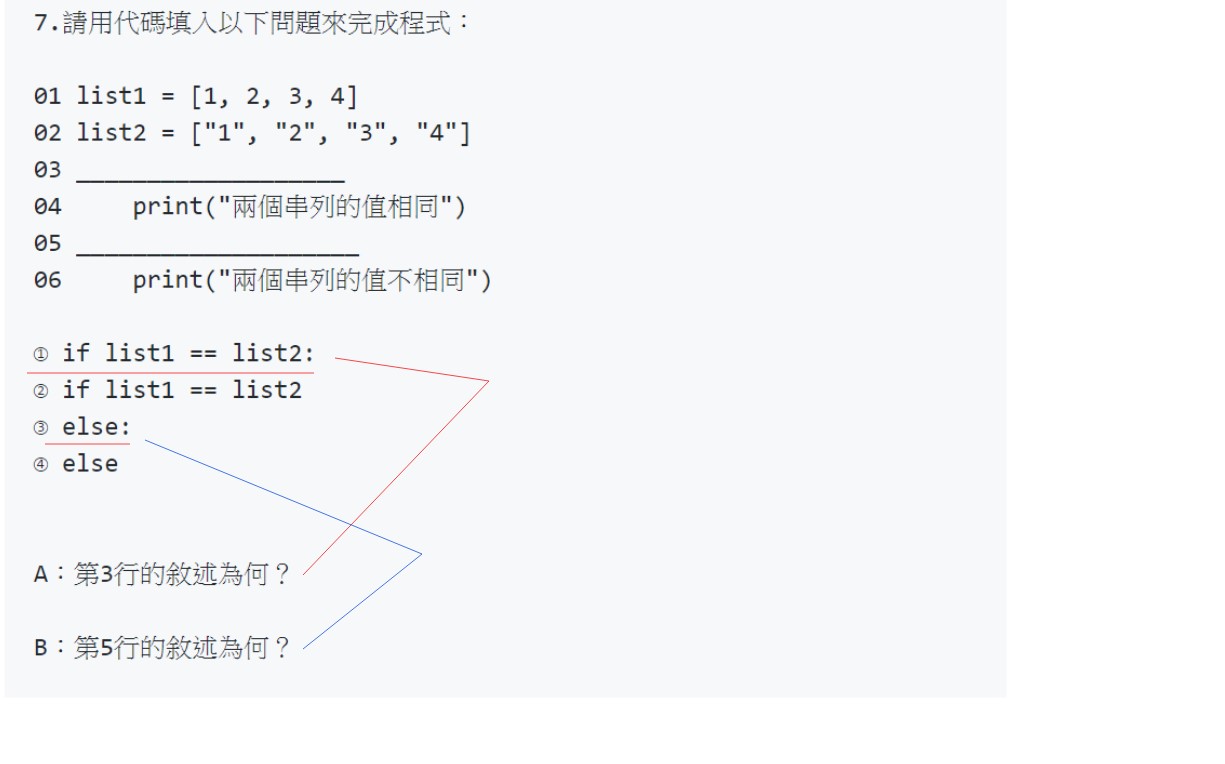 7.請用代碼填入以下問題來完成程式：
01 list1 = [1, 2, 3, 4]
02 list2 = ["1", "2", "3", "4"]
03 ___________________
04     print("兩個串列的值相同")
05 ____________________
06     print("兩個串列的值不相同")
① if list1 == list2:
② if list1 == list2
③ else:
④ else
A：第3行的敘述為何？
B：第5行的敘述為何？